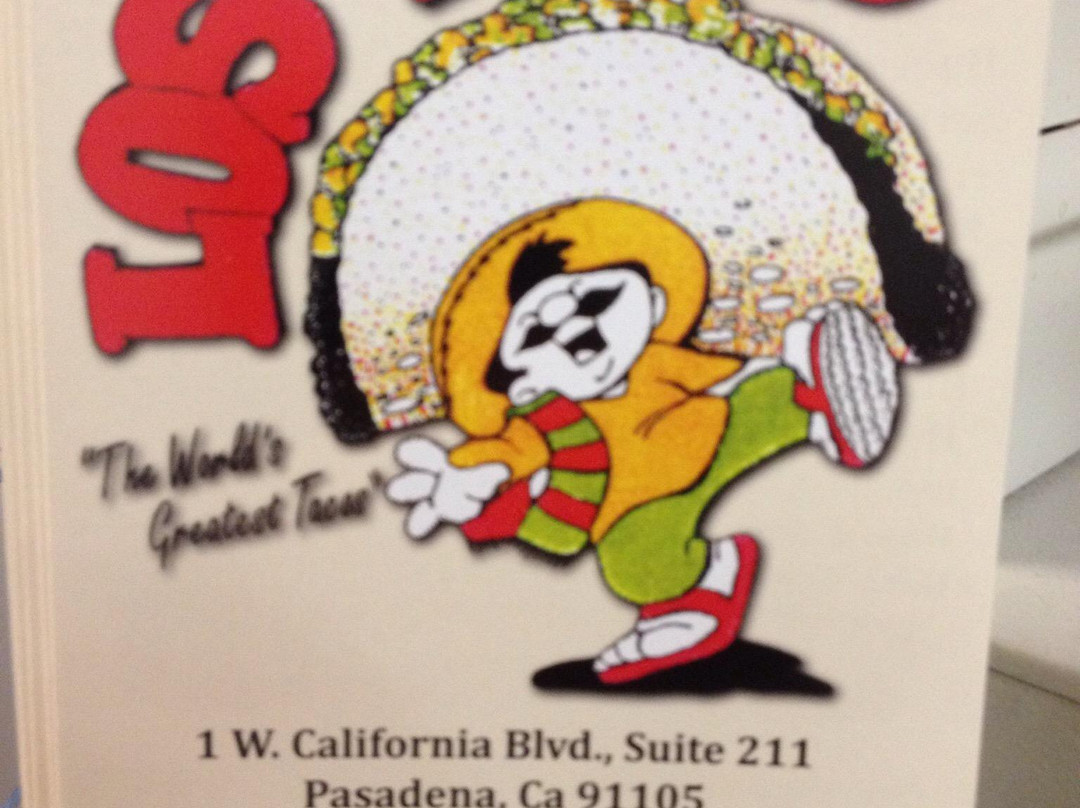 LOS
"The World's
Greatest Tacos"
1 W. California Blvd., Suite 211
Pasadena, Ca 91105